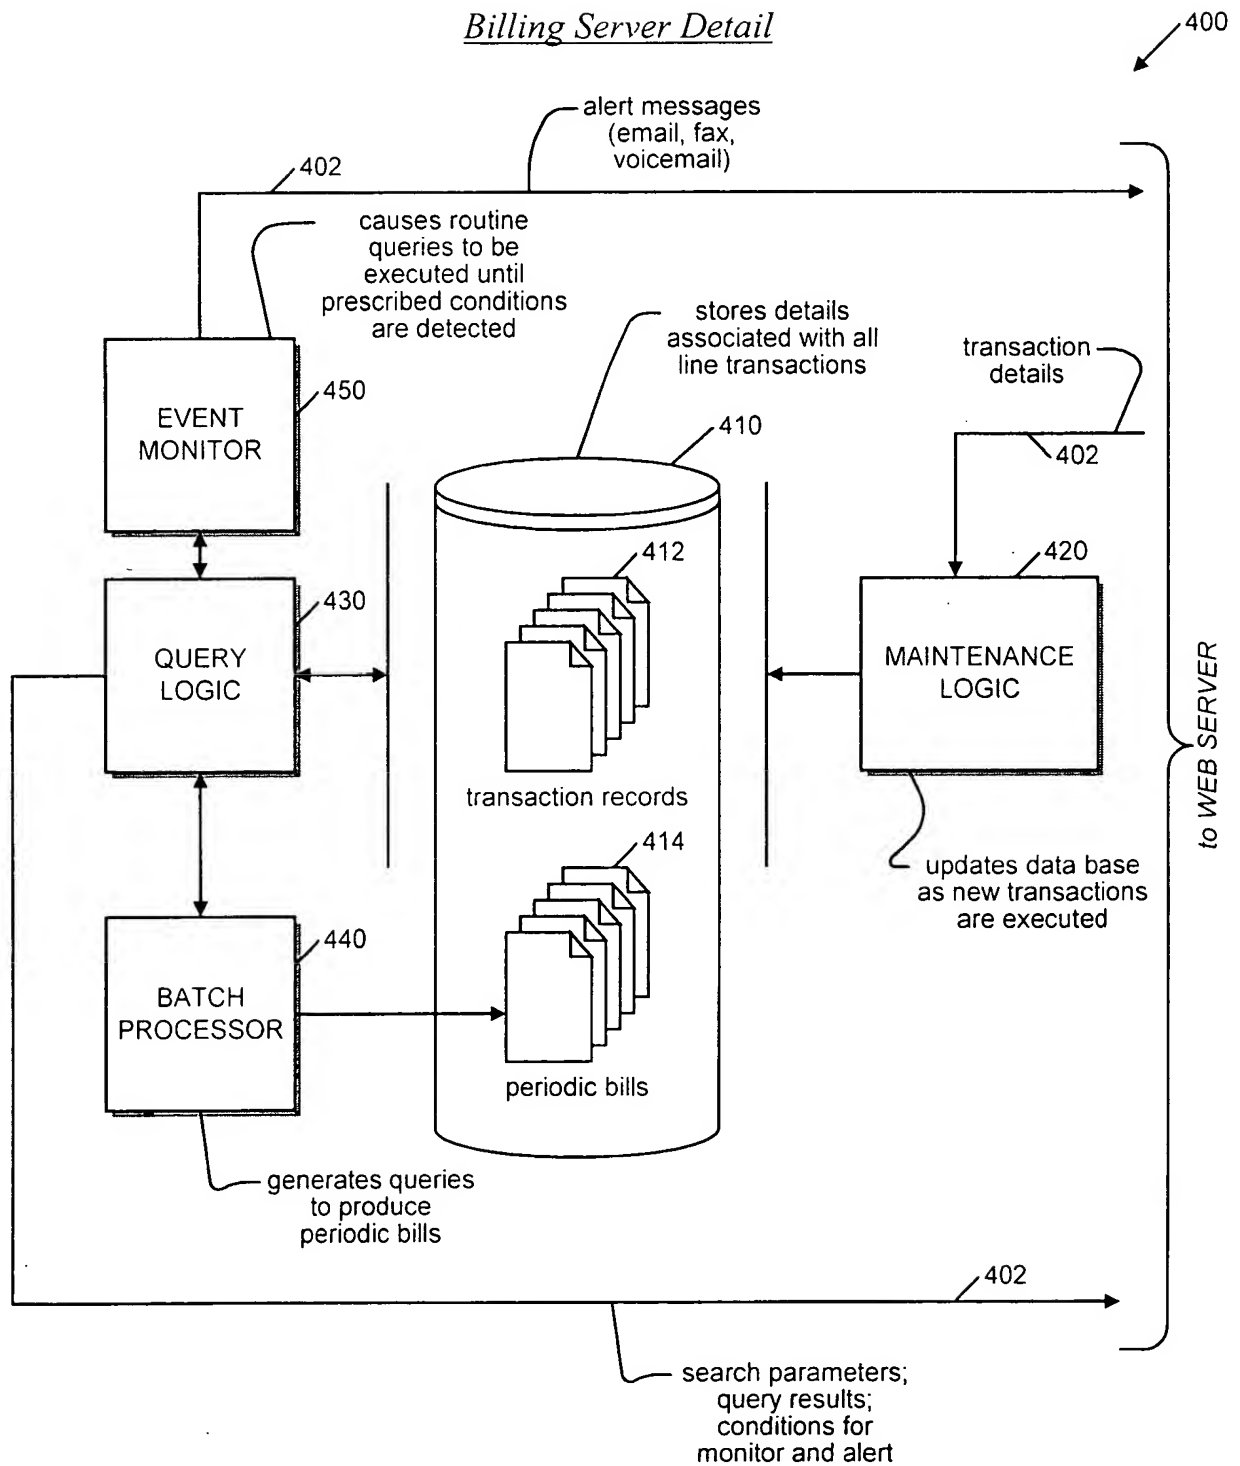 Billing Server Detail
400
alert messages
(email, fax,
voicemail)
402
causes routine
queries to be
executed until
prescribed conditions
are detected
stores details
associated with all
line transactions
transaction
details
450
EVENT
MONITOR
410
402
412
420
430
QUERY
LOGIC
MAINTENANCE
LOGIC
to WEB SERVER
transaction records
414
updates data base
as new transactions
are executed
440
BATCH
PROCESSOR
periodic bills
generates queries
to produce
periodic bills
402
search parameters;
query results;
conditions for
monitor and alert